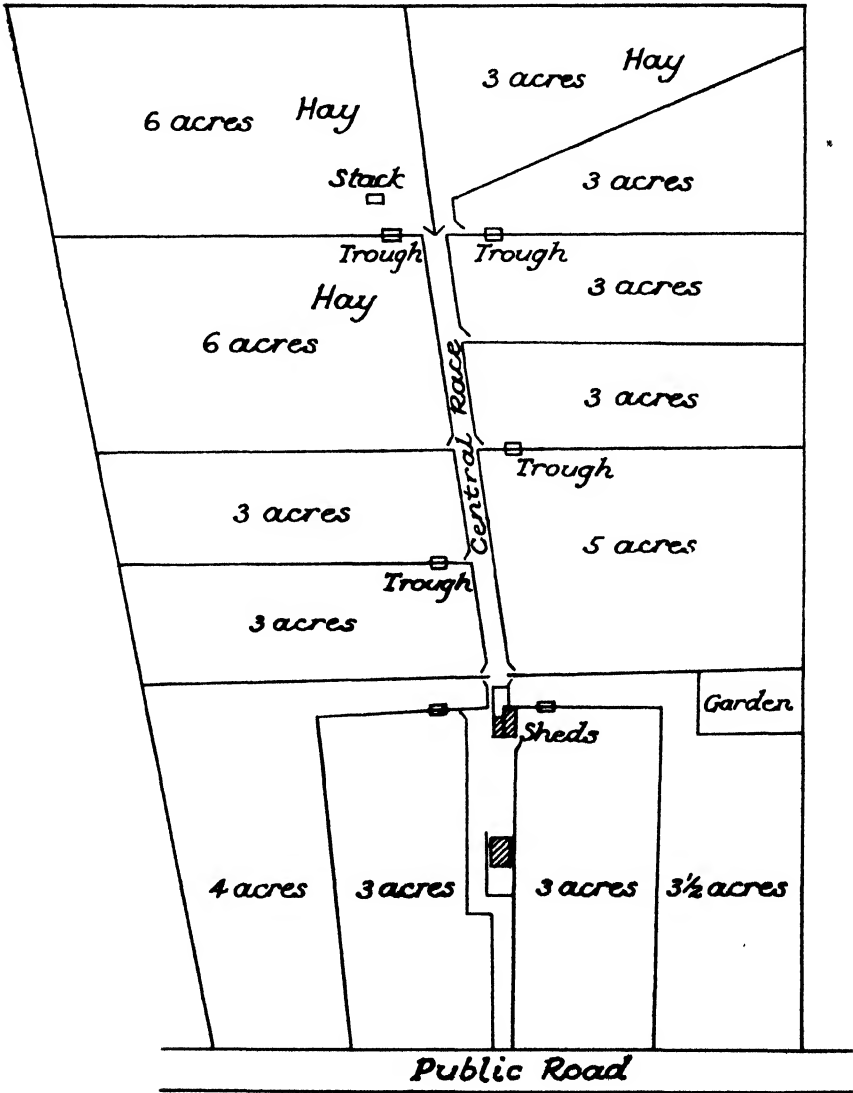 3 acres Hay
6 acres Hay
Stack
3 acres
Trough Trough
Hay
3 acres
6 acres
Central Race
3 acres
Trough
3 acres
5 acres
Trough
3 acres
Garden
Sheds
4 acres 3 acres 3 acres 3½ acres
Public Road